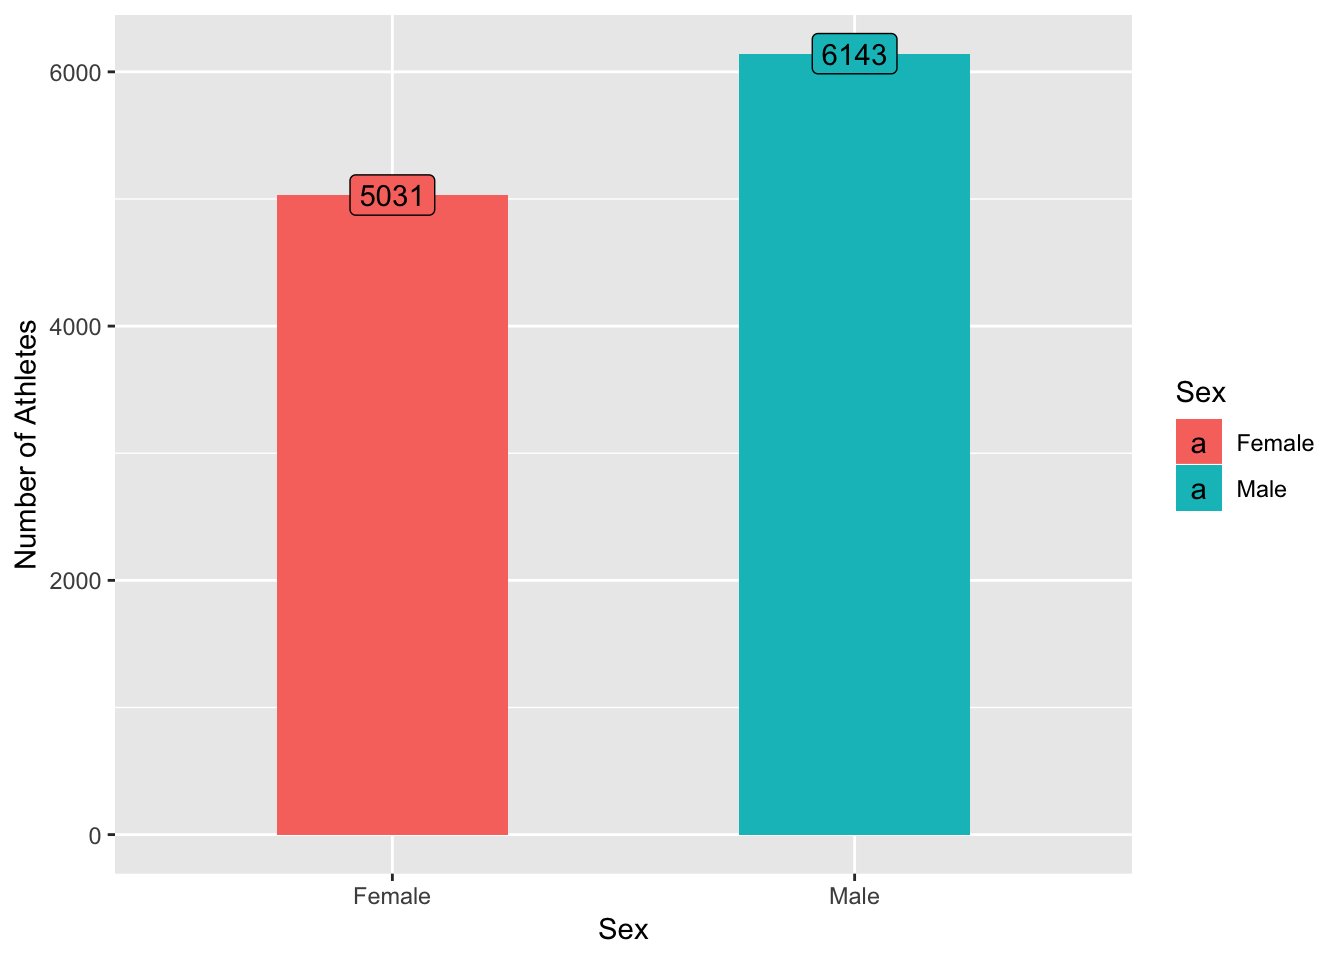 6143
6000
5031
4000
2000
0
Number of Athletes
Female
Male
Sex
Sex
a Female
a Male